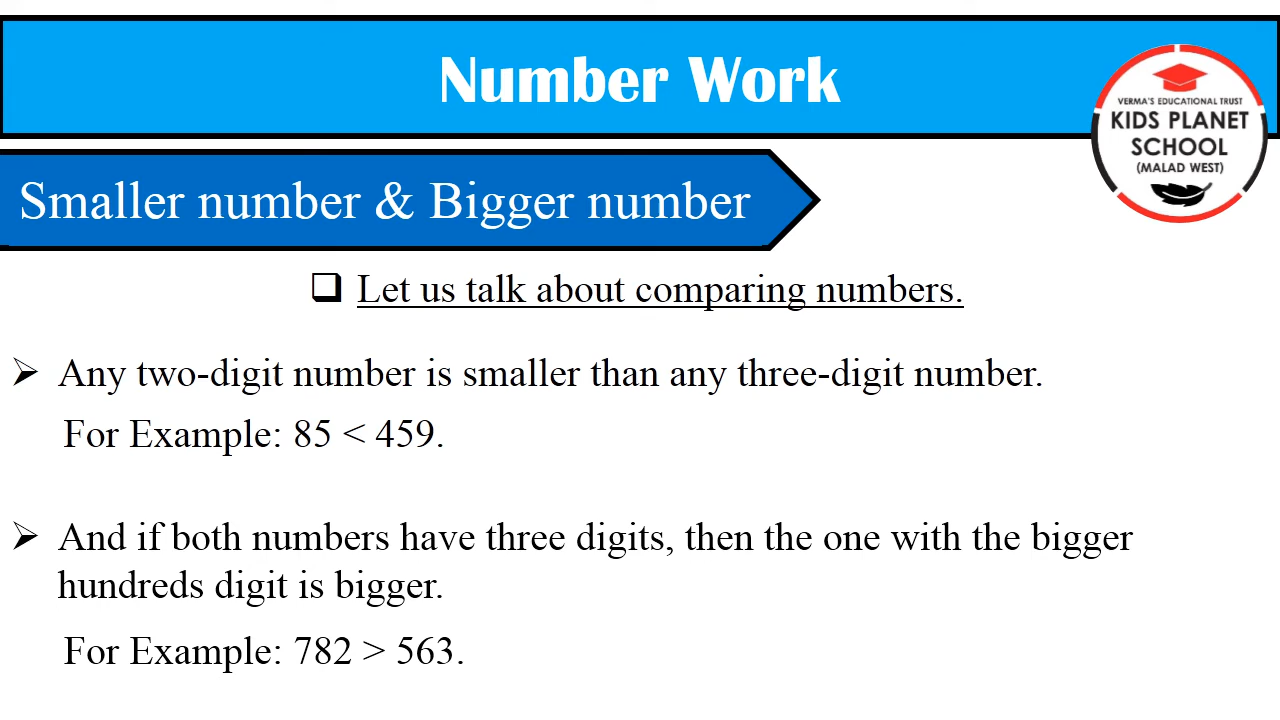 Number Work
VERMA'S EDUCATIONAL TRUST
KIDS PLANET
SCHOOL
(MALAD WEST)
Smaller number & Bigger number
❑ Let us talk about comparing numbers.
➢ Any two-digit number is smaller than any three-digit number.
For Example: 85 < 459.
➢ And if both numbers have three digits, then the one with the bigger
hundreds digit is bigger.
For Example: 782 > 563.